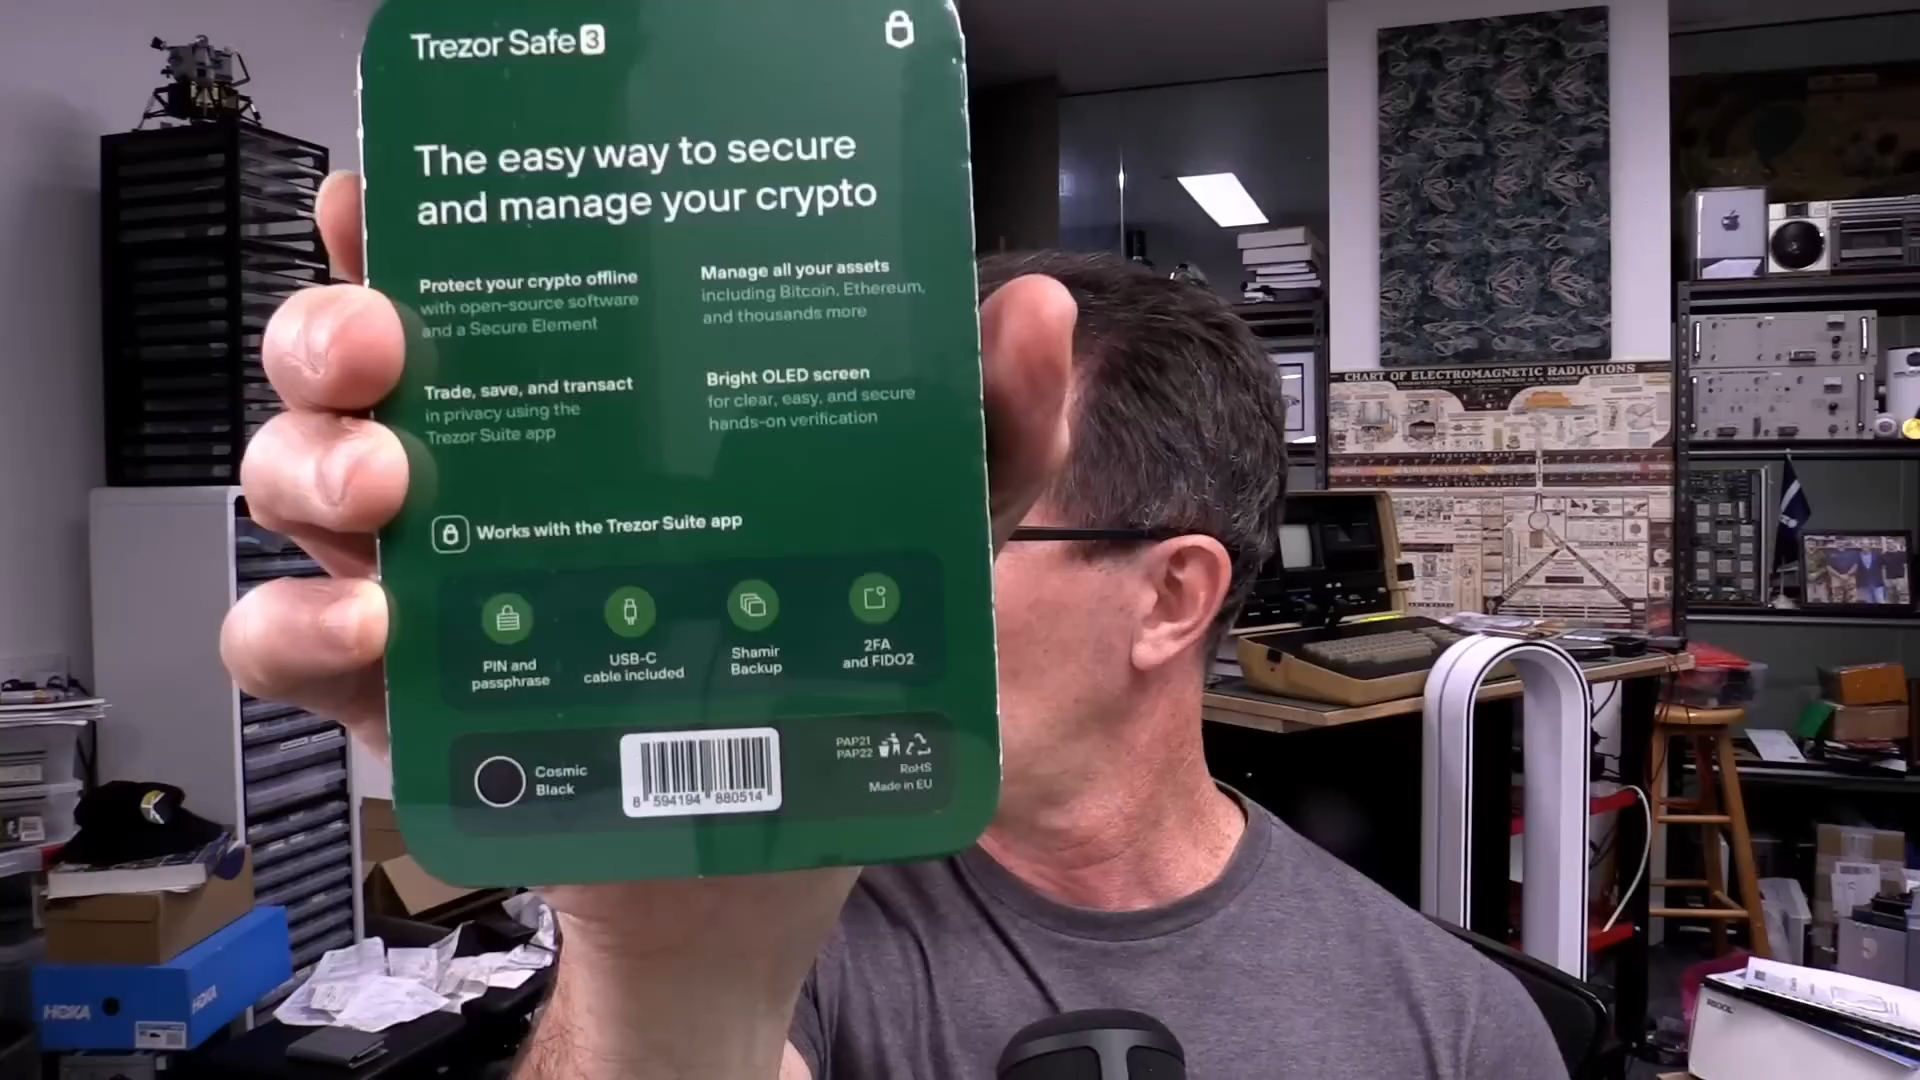 Trezor Safe 3
The easy way to secure
and manage your crypto
Protect your crypto offline
with open-source software
and a Secure Element
Manage all your assets
including Bitcoin, Ethereum,
and thousands more
Trade, save, and transact
in privacy using the
Trezor Suite app
Bright OLED screen
for clear, easy, and secure
hands-on verification
Works with the Trezor Suite app
PIN and
passphrase
USB-C
cable included
Shamir
Backup
2FA
and FIDO2
Cosmic
Black
8 594194 880514
PAP21
PAP22
RoHS
Made in EU
CHART OF ELECTROMAGNETIC RADIATIONS
HOKA
HOKA